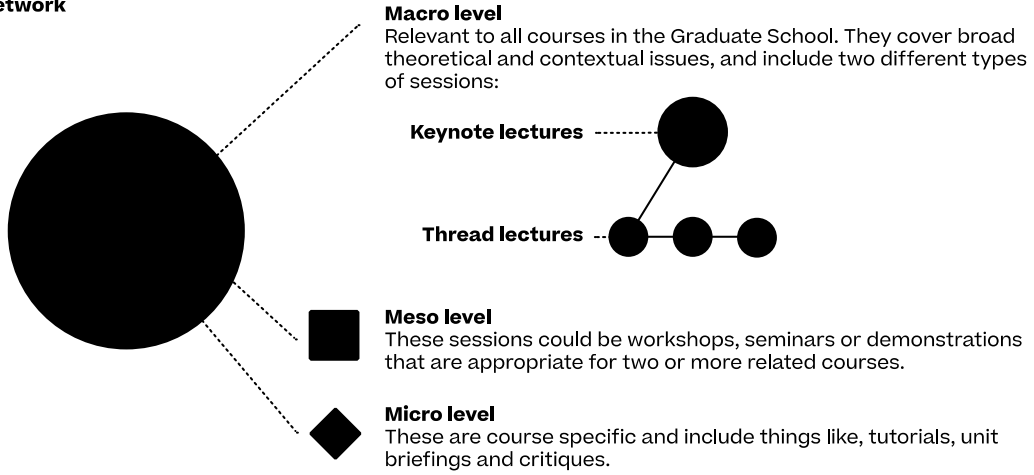 etwork
Macro level
Relevant to all courses in the Graduate School. They cover broad
theoretical and contextual issues, and include two different types
of sessions:
Keynote lectures
Thread lectures
Meso level
These sessions could be workshops, seminars or demonstrations
that are appropriate for two or more related courses.
Micro level
These are course specific and include things like, tutorials, unit
briefings and critiques.